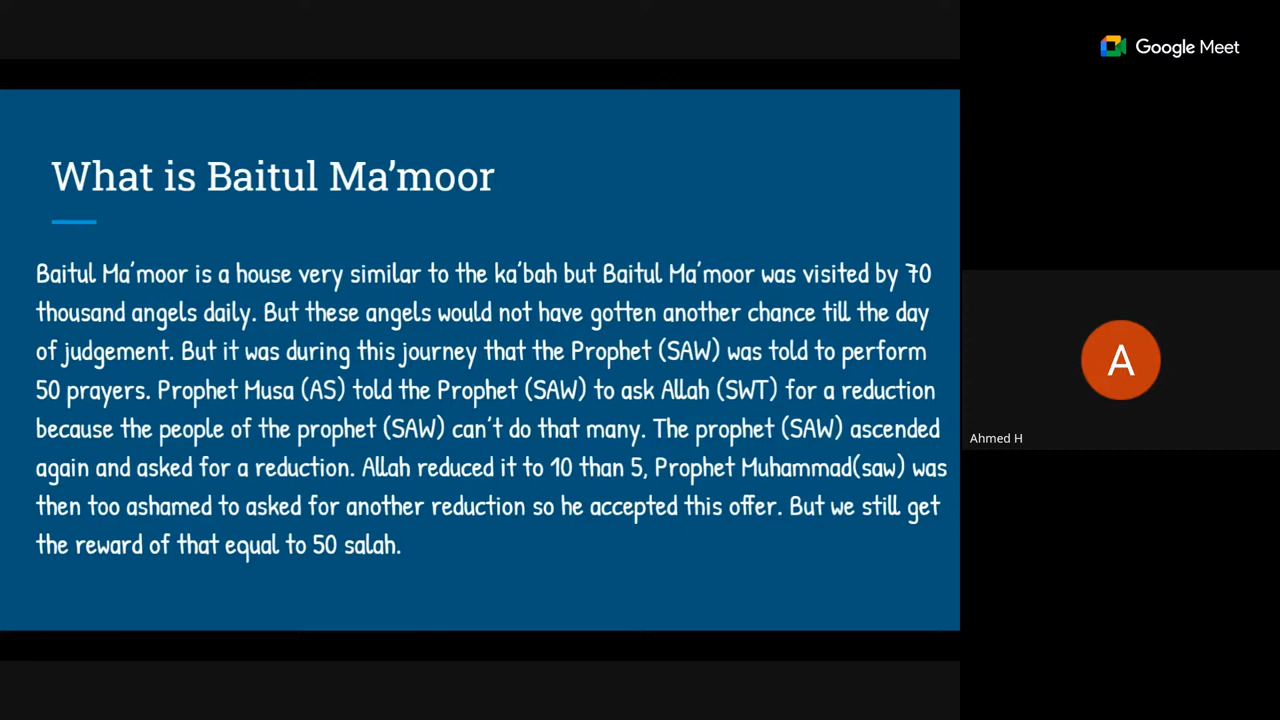 Google Meet
What is Baitul Ma’moor
Baitul Ma’moor is a house very similar to the ka’bah but Baitul Ma’moor was visited by 70
thousand angels daily. But these angels would not have gotten another chance till the day
of judgement. But it was during this journey that the Prophet (SAW) was told to perform
50 prayers. Prophet Musa (AS) told the Prophet (SAW) to ask Allah (SWT) for a reduction
because the people of the prophet (SAW) can’t do that many. The prophet (SAW) ascended
again and asked for a reduction. Allah reduced it to 10 than 5, Prophet Muhammad(saw) was
then too ashamed to asked for another reduction so he accepted this offer. But we still get
the reward of that equal to 50 salah.
A
Ahmed H